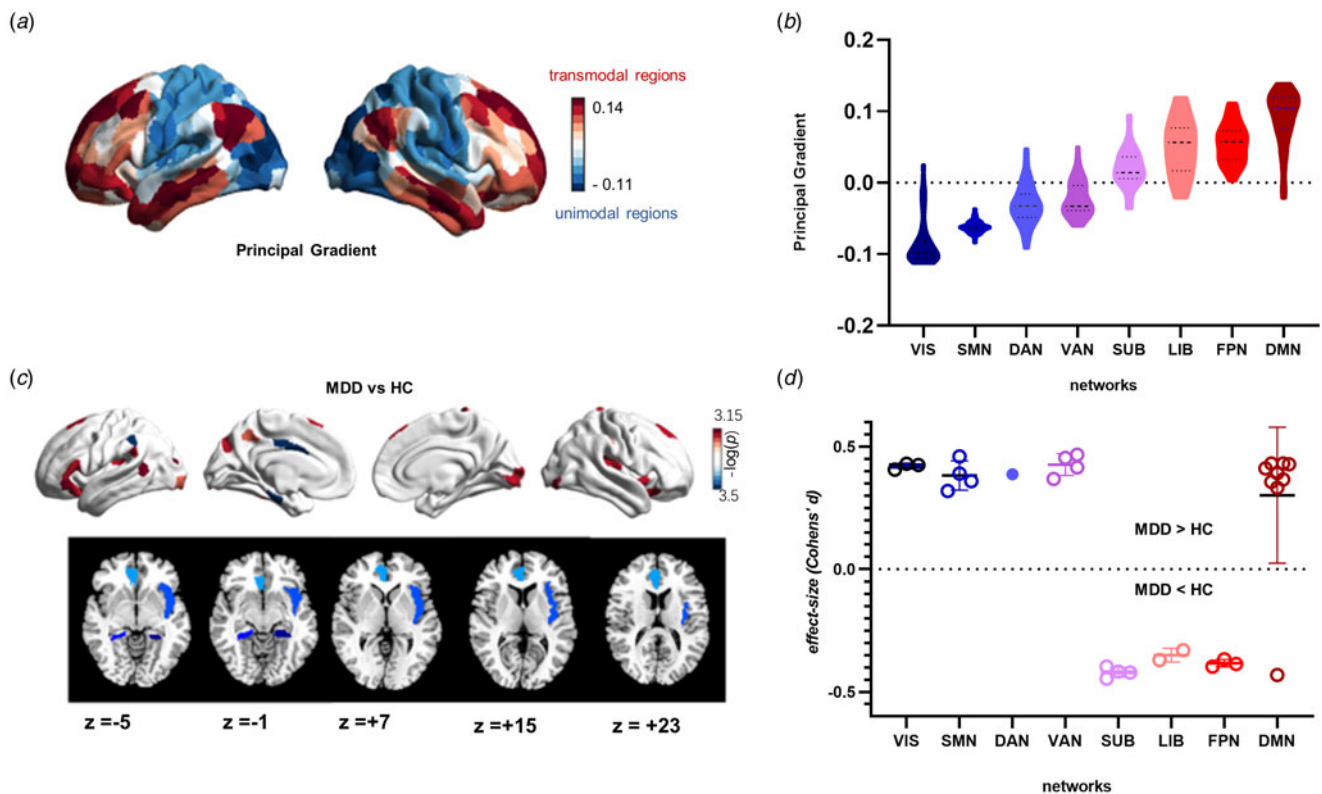 (a)
transmodal regions
0.14
- 0.11
unimodal regions
Principal Gradient
(b)
Principal Gradient
0.2
0.1
0.0
-0.1
-0.2
VIS SMN DAN VAN SUB LIB FPN DMN
networks
(c)
MDD vs HC
3.15
-log(p)
3.5
z =-5 z =-1 z =+7 z =+15 z = +23
(d)
effect-size (Cohens' d)
0.5
0.0
-0.5
MDD > HC
MDD < HC
VIS SMN DAN VAN SUB LIB FPN DMN
networks